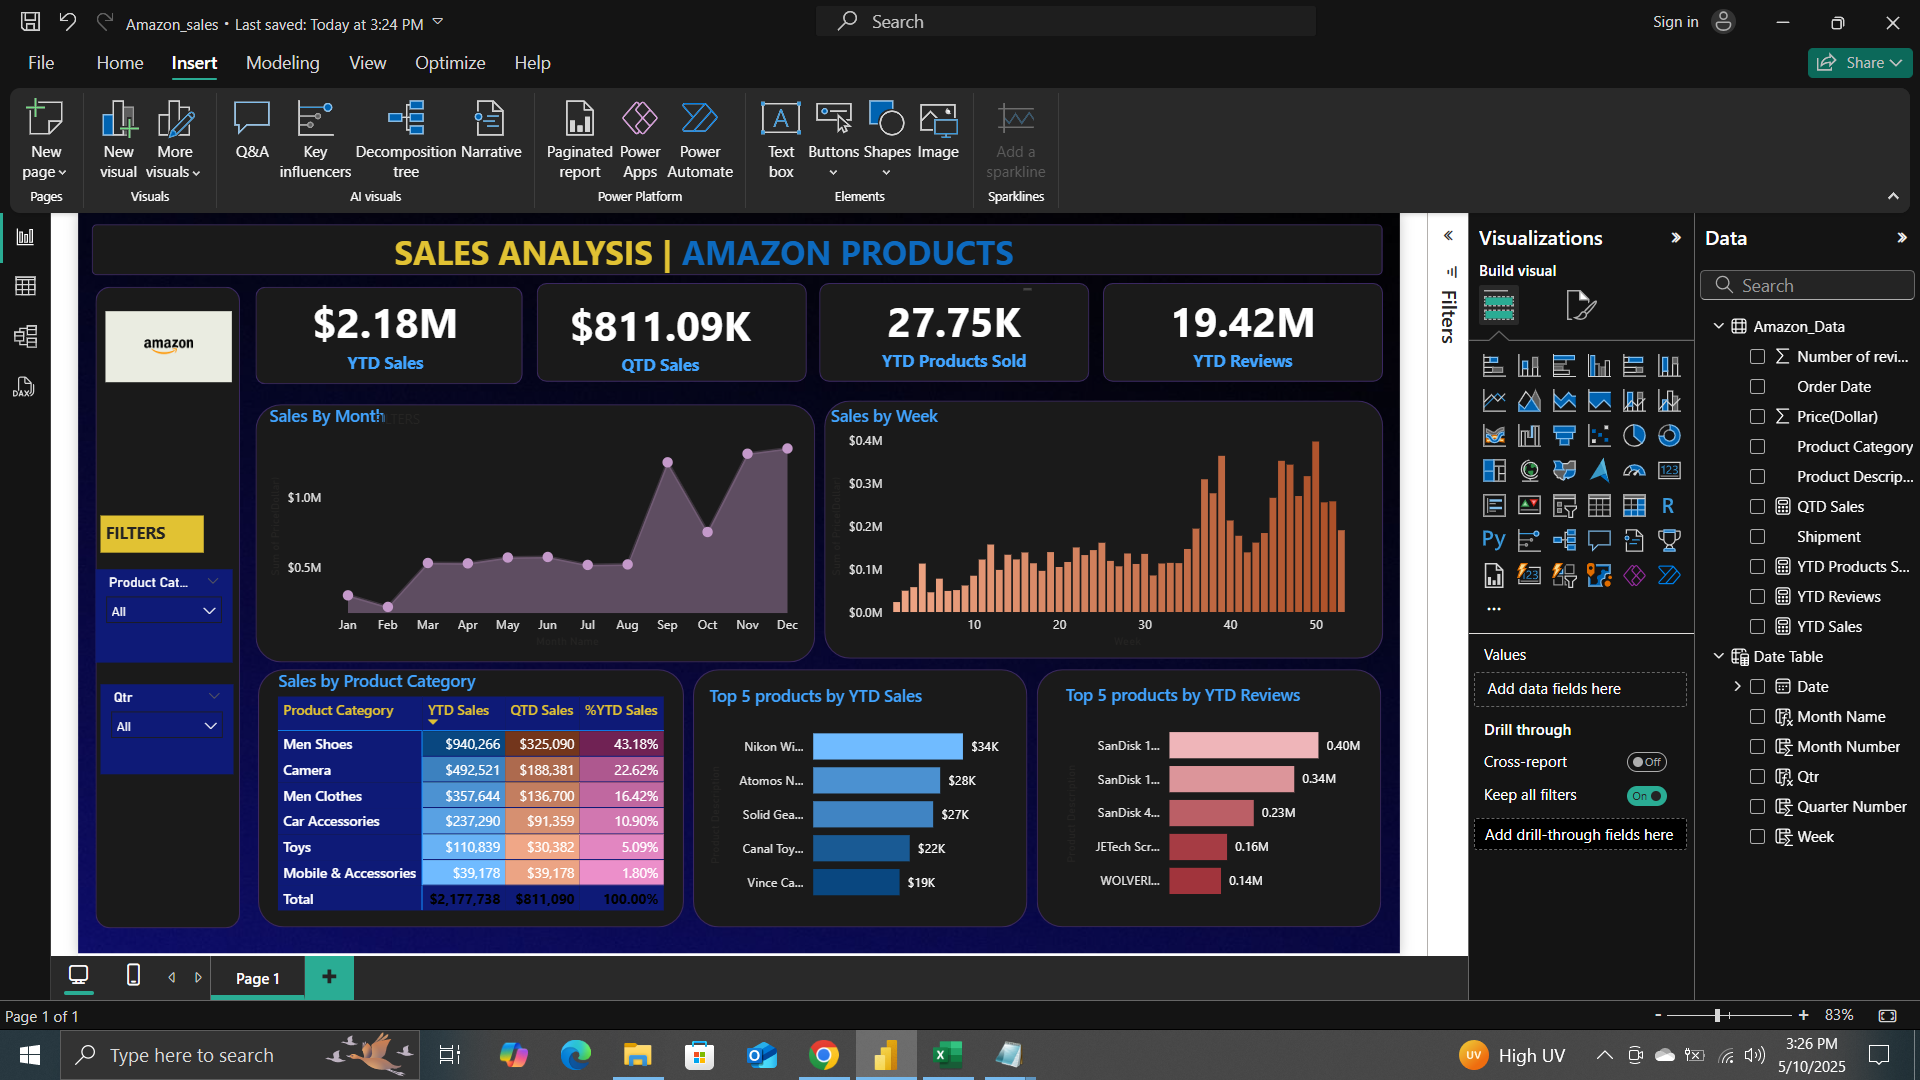 Amazon_sales • Last saved: Today at 3:24 PM
Search
Sign in
File Home Insert Modeling View Optimize Help
Share
New page
New visual
More visuals
Q&A
Key influencers
Decomposition tree
Narrative
Paginated report
Power Apps
Power Automate
Text box
Buttons
Shapes
Image
Add a sparkline
Pages
Visuals
AI visuals
Power Platform
Elements
Sparklines
SALES ANALYSIS | AMAZON PRODUCTS
amazon
$2.18M
YTD Sales
$811.09K
QTD Sales
27.75K
YTD Products Sold
19.42M
YTD Reviews
FILTERS
Product Cat...
All
Qtr
All
Sales By Month
FILTERS
$1.0M
$0.5M
Jan Feb Mar Apr May Jun Jul Aug Sep Oct Nov Dec
Month Name
Sales by Week
$0.4M
$0.3M
$0.2M
$0.1M
$0.0M
10 20 30 40 50
Week
Sales by Product Category
Product Category YTD Sales QTD Sales %YTD Sales
Men Shoes $940,266 $325,090 43.18%
Camera $492,521 $188,381 22.62%
Men Clothes $357,644 $136,700 16.42%
Car Accessories $237,290 $91,359 10.90%
Toys $110,839 $30,382 5.09%
Mobile & Accessories $39,178 $39,178 1.80%
Total $2,177,738 $811,090 100.00%
Top 5 products by YTD Sales
Product Description
Nikon Wi... $34K
Atomos N... $28K
Solid Gea... $27K
Canal Toy... $22K
Vince Ca... $19K
Top 5 products by YTD Reviews
Product Description
SanDisk 1... 0.40M
SanDisk 1... 0.34M
SanDisk 4... 0.23M
JETech Scr... 0.16M
WOLVERI... 0.14M
Filters
Visualizations
Build visual
123
R
Py
123
Values
Add data fields here
Drill through
Cross-report Off
Keep all filters On
Add drill-through fields here
Data
Search
Amazon_Data
Number of revi...
Order Date
Price(Dollar)
Product Category
Product Descrip...
QTD Sales
Shipment
YTD Products S...
YTD Reviews
YTD Sales
Date Table
Date
Month Name
Month Number
Qtr
Quarter Number
Week
DAX
Page 1
Page 1 of 1
- + 83%
Type here to search
UV High UV
3:26 PM
5/10/2025